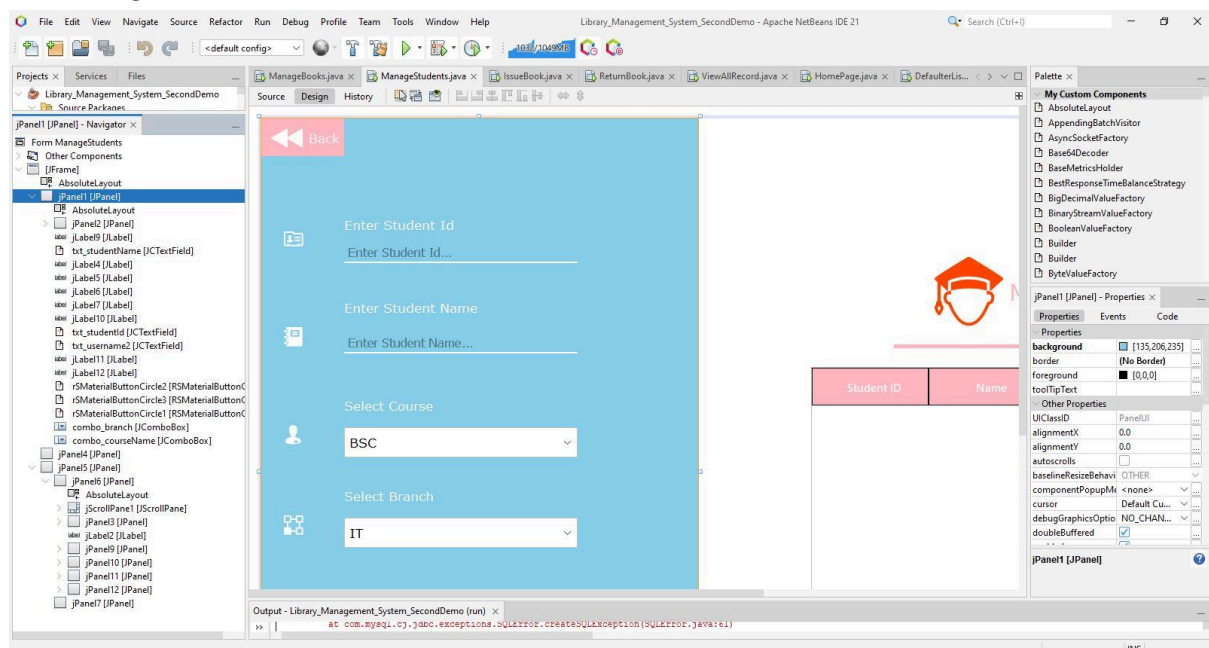 File Edit View Navigate Source Refactor Run Debug Profile Team Tools Window Help Library_Management_System_SecondDemo - Apache NetBeans IDE 21 Search (Ctrl+I)
<default config> 1032/1049MB
Projects Services Files
Library_Management_System_SecondDemo
Source Packages
jPanel1 [JPanel] - Navigator
Form ManageStudents
Other Components
[JFrame]
AbsoluteLayout
jPanel1 [JPanel]
AbsoluteLayout
jPanel2 [JPanel]
jLabel9 [JLabel]
txt_studentName [JCTextField]
jLabel4 [JLabel]
jLabel5 [JLabel]
jLabel6 [JLabel]
jLabel7 [JLabel]
jLabel10 [JLabel]
txt_studentId [JCTextField]
txt_username2 [JCTextField]
jLabel11 [JLabel]
jLabel12 [JLabel]
rSMaterialButtonCircle2 [RSMaterialButtonC
rSMaterialButtonCircle3 [RSMaterialButtonC
rSMaterialButtonCircle1 [RSMaterialButtonC
combo_branch [JComboBox]
combo_courseName [JComboBox]
jPanel4 [JPanel]
jPanel5 [JPanel]
jPanel6 [JPanel]
AbsoluteLayout
jScrollPane1 [JScrollPane]
jPanel3 [JPanel]
jLabel2 [JLabel]
jPanel9 [JPanel]
jPanel10 [JPanel]
jPanel11 [JPanel]
jPanel12 [JPanel]
jPanel7 [JPanel]
ManageBooks.java ManageStudents.java IssueBook.java ReturnBook.java ViewAllRecord.java HomePage.java DefaulterLis...
Source Design History
Back
Enter Student Id
Enter Student Id...
Enter Student Name
Enter Student Name...
Select Course
BSC
Select Branch
IT
M
Student ID Name
Output - Library_Management_System_SecondDemo (run)
at com.mysql.cj.jdbc.exceptions.SQLError.createSQLException(SQLError.java:61)
Palette
My Custom Components
AbsoluteLayout
AppendingBatchVisitor
AsyncSocketFactory
Base64Decoder
BaseMetricsHolder
BestResponseTimeBalanceStrategy
BigDecimalValueFactory
BinaryStreamValueFactory
BooleanValueFactory
Builder
Builder
ByteValueFactory
jPanel1 [JPanel] - Properties
Properties Events Code
Properties
background [135,206,235] ...
border (No Border) ...
foreground [0,0,0] ...
toolTipText ...
Other Properties
UIClassID PanelUI ...
alignmentX 0.0 ...
alignmentY 0.0 ...
autoscrolls ...
baselineResizeBehavi OTHER
componentPopupMe <none> ...
cursor Default Cu... ...
debugGraphicsOptio NO_CHAN... ...
doubleBuffered ...
jPanel1 [JPanel]